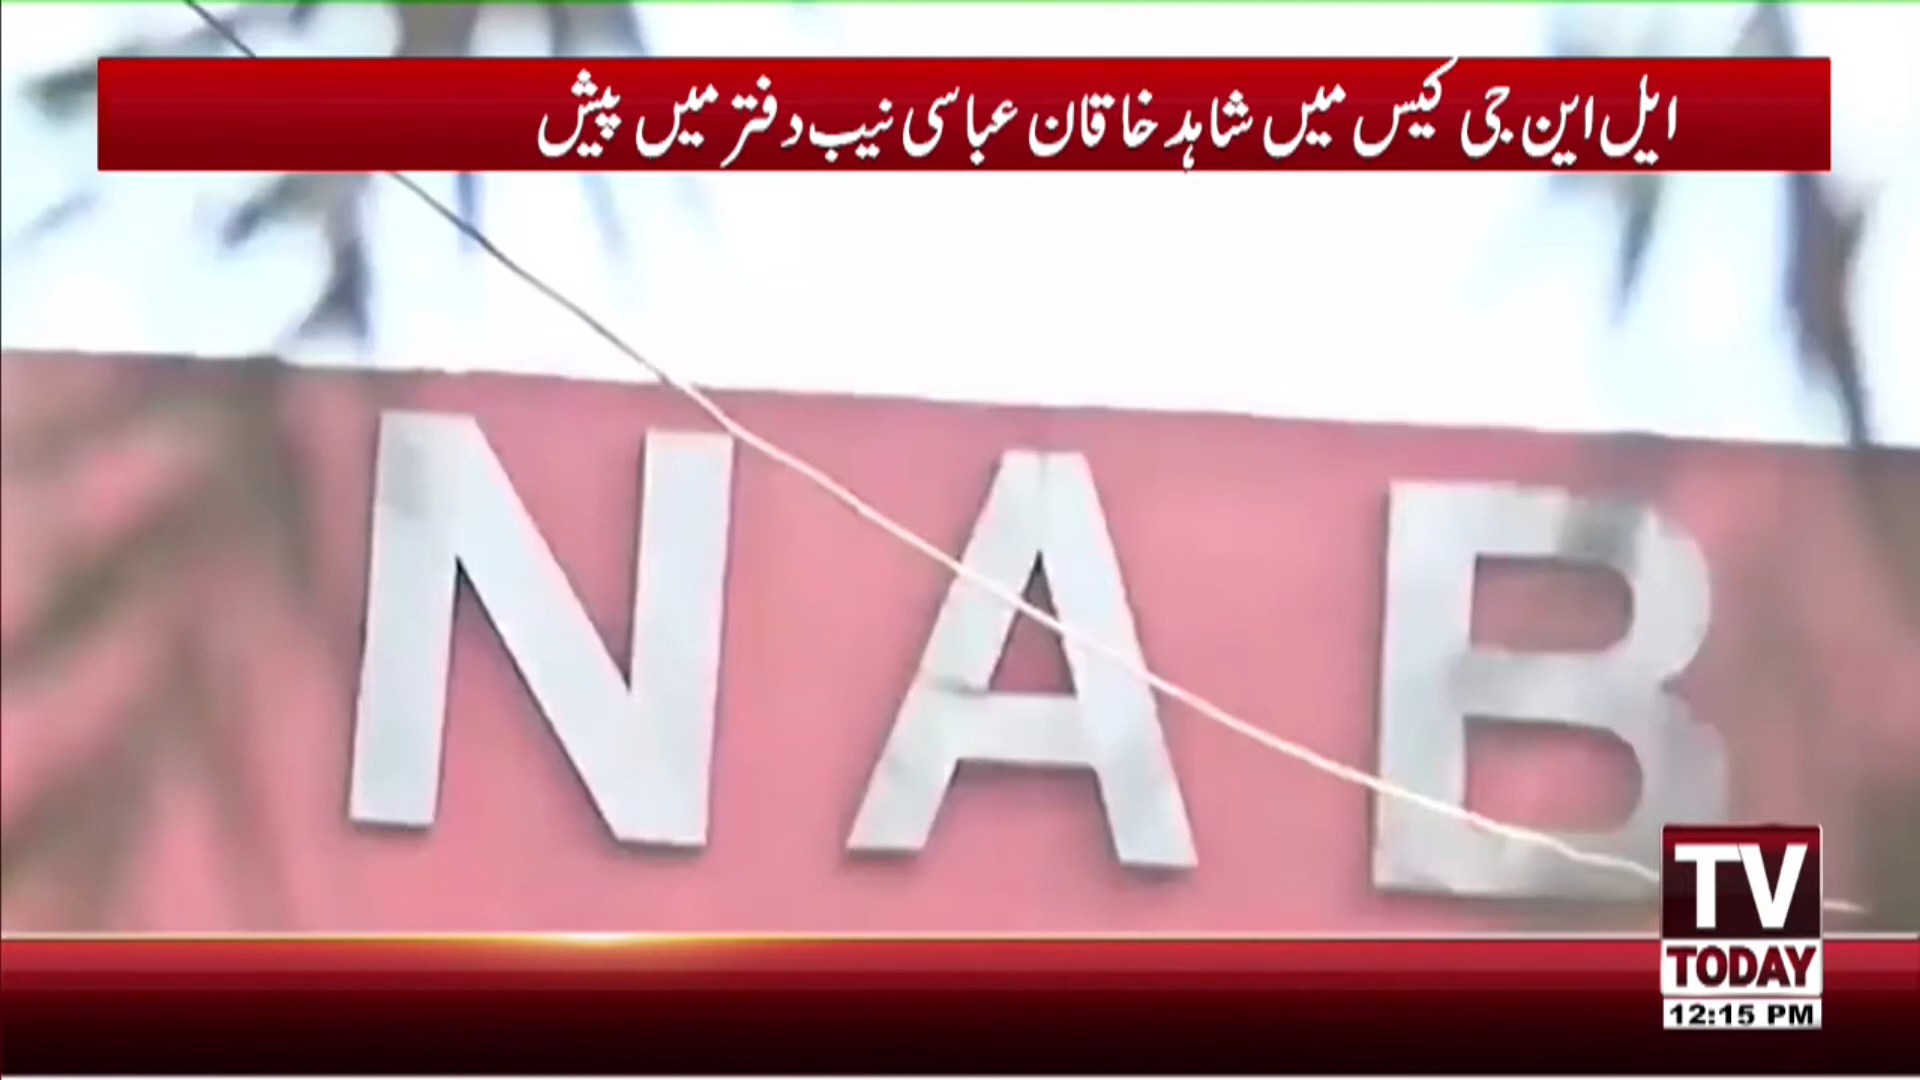 ایل این جی کیس میں شاہد خاقان عباسی نیب دفتر میں پیش
NAB
TV
TODAY
12:15 PM